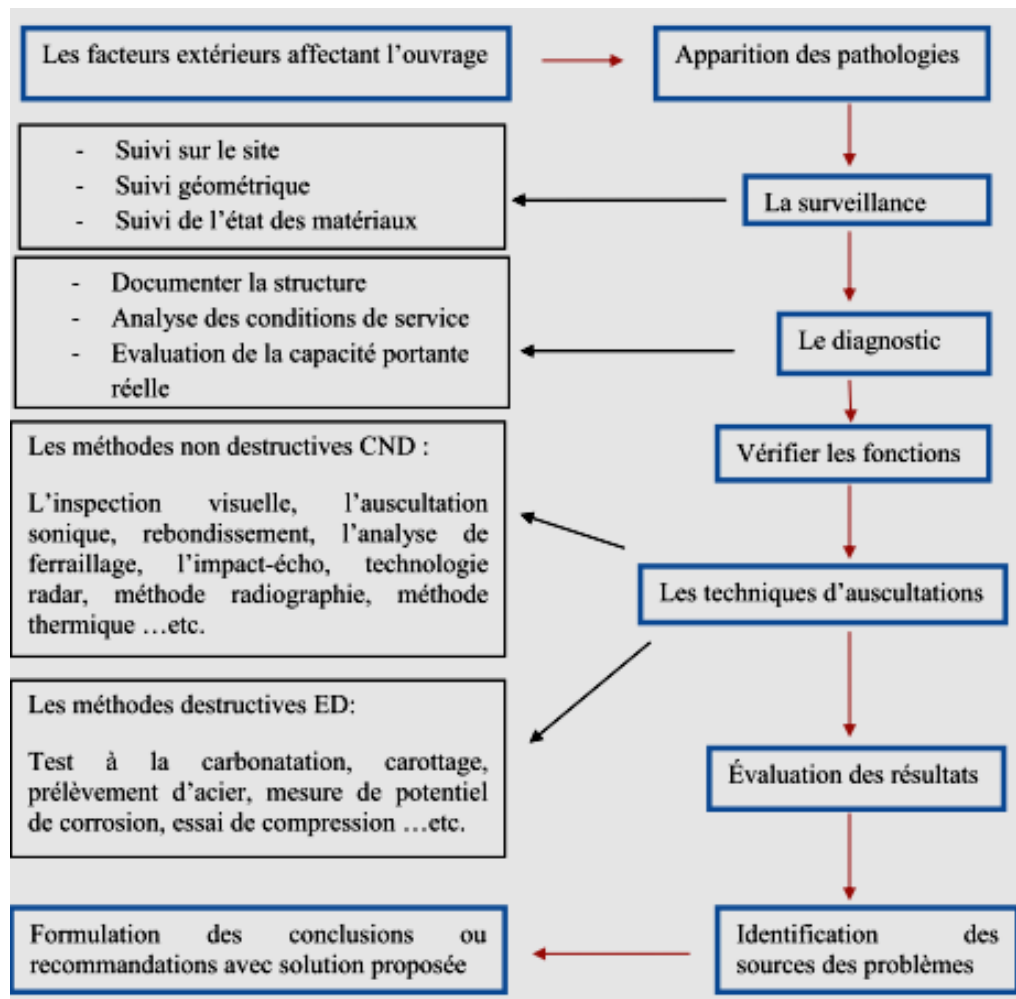 Les facteurs extérieurs affectant l’ouvrage
Apparition des pathologies
- Suivi sur le site
- Suivi géométrique
- Suivi de l’état des matériaux
La surveillance
- Documenter la structure
- Analyse des conditions de service
- Evaluation de la capacité portante
réelle
Le diagnostic
Vérifier les fonctions
Les méthodes non destructives CND :
L’inspection visuelle, l’auscultation
sonique, rebondissement, l’analyse de
ferraillage, l’impact-écho, technologie
radar, méthode radiographie, méthode
thermique …etc.
Les techniques d’auscultations
Les méthodes destructives ED:
Test à la carbonatation, carottage,
prélèvement d’acier, mesure de potentiel
de corrosion, essai de compression …etc.
Évaluation des résultats
Identification des
sources des problèmes
Formulation des conclusions ou
recommandations avec solution proposée